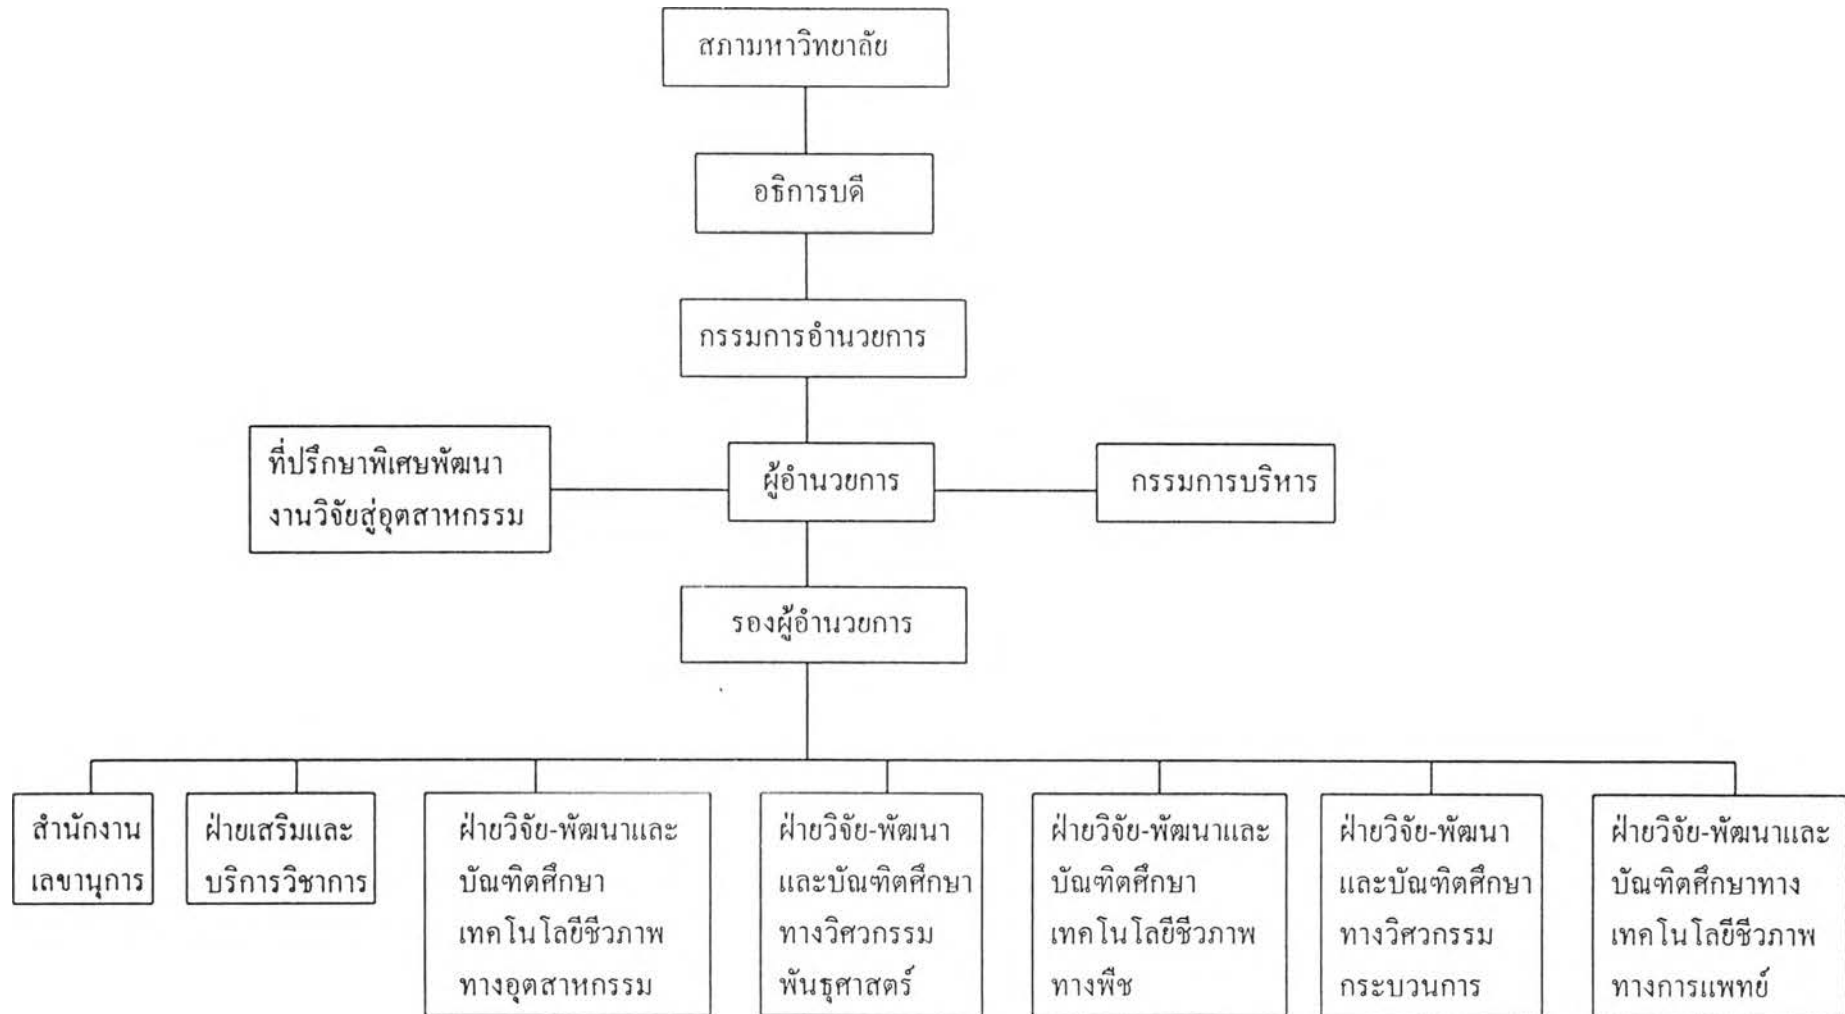 สภามหาวิทยาลัย
อธิการบดี
กรรมการอำนวยการ
ที่ปรึกษาพิเศษพัฒนา
งานวิจัยสู่อุตสาหกรรม
ผู้อำนวยการ
กรรมการบริหาร
รองผู้อำนวยการ
สำนักงาน
เลขานุการ
ฝ่ายเสริมและ
บริการวิชาการ
ฝ่ายวิจัย-พัฒนาและ
บัณฑิตศึกษา
เทคโนโลยีชีวภาพ
ทางอุตสาหกรรม
ฝ่ายวิจัย-พัฒนา
และบัณฑิตศึกษา
ทางวิศวกรรม
พันธุศาสตร์
ฝ่ายวิจัย-พัฒนาและ
บัณฑิตศึกษา
เทคโนโลยีชีวภาพ
ทางพืช
ฝ่ายวิจัย-พัฒนา
และบัณฑิตศึกษา
ทางวิศวกรรม
กระบวนการ
ฝ่ายวิจัย-พัฒนาและ
บัณฑิตศึกษาทาง
เทคโนโลยีชีวภาพ
ทางการแพทย์